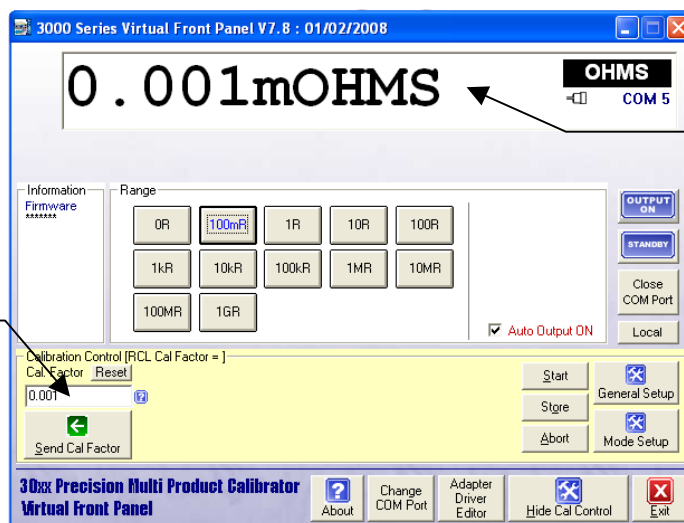 3000 Series Virtual Front Panel V7.8 : 01/02/2008
0.001mOHMS
OHMS
COM 5
Information
Firmware
*******
Range
0R 100mR 1R 10R 100R
1kR 10kR 100kR 1MR 10MR
100MR 1GR
Auto Output ON
OUTPUT
ON
STANDBY
Close
COM Port
Local
Calibration Control [RCL Cal Factor = ]
Cal. Factor Reset
0.001 ?
Send Cal Factor
Start
Store
Abort
General Setup
Mode Setup
30xx Precision Multi Product Calibrator
Virtual Front Panel
? About
Change
COM Port
Adapter
Driver
Editor
Hide Cal Control
Exit